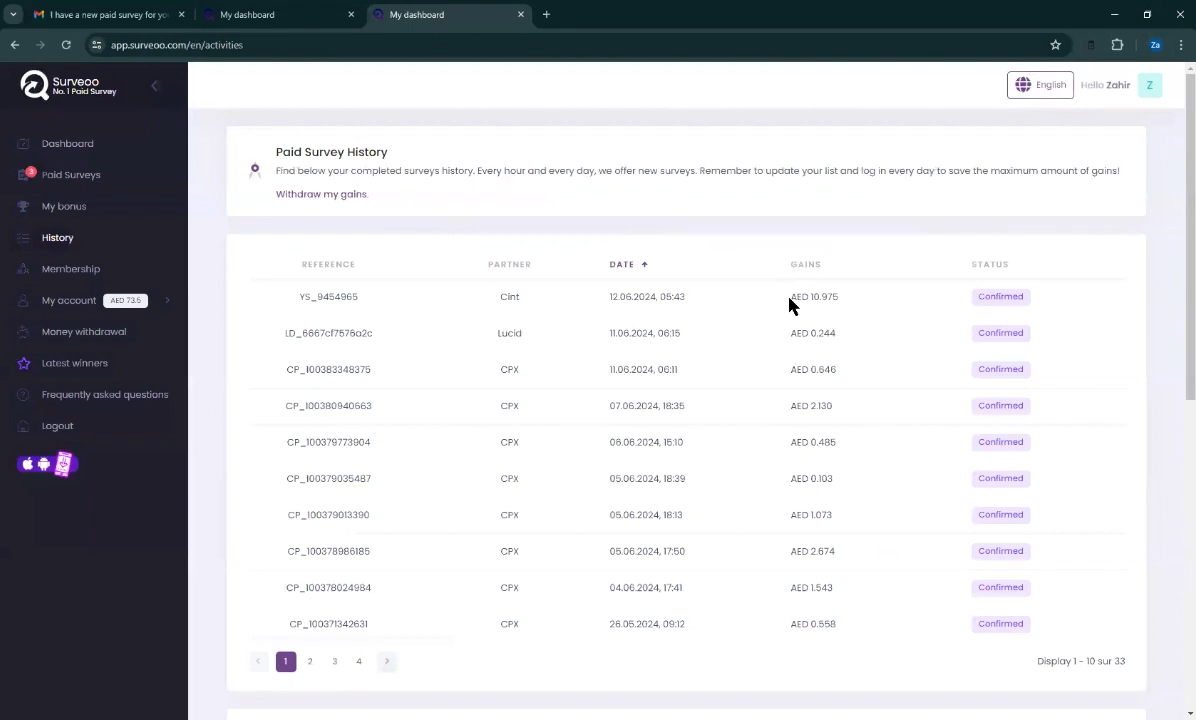 I have a new paid survey for yo
My dashboard
My dashboard
app.surveoo.com/en/activities
Za
Surveoo
No. 1 Paid Survey
English
Hello Zahir
Z
Dashboard
3
Paid Surveys
My bonus
History
Membership
My account AED 73.5
Money withdrawal
Latest winners
Frequently asked questions
Logout
Paid Survey History
Find below your completed surveys history. Every hour and every day, we offer new surveys. Remember to update your list and log in every day to save the maximum amount of gains!
Withdraw my gains.
REFERENCE PARTNER DATE GAINS STATUS
YS_9454965 Cint 12.06.2024, 05:43 AED 10.975 Confirmed
LD_6667cf7576a2c Lucid 11.06.2024, 06:15 AED 0.244 Confirmed
CP_100383348375 CPX 11.06.2024, 06:11 AED 0.646 Confirmed
CP_100380940663 CPX 07.06.2024, 18:35 AED 2.130 Confirmed
CP_100379773904 CPX 06.06.2024, 15:10 AED 0.485 Confirmed
CP_100379035487 CPX 05.06.2024, 18:39 AED 0.103 Confirmed
CP_100379013390 CPX 05.06.2024, 18:13 AED 1.073 Confirmed
CP_100378986185 CPX 05.06.2024, 17:50 AED 2.674 Confirmed
CP_100378024984 CPX 04.06.2024, 17:41 AED 1.543 Confirmed
CP_100371342631 CPX 26.05.2024, 09:12 AED 0.558 Confirmed
1 2 3 4
Display 1 - 10 sur 33